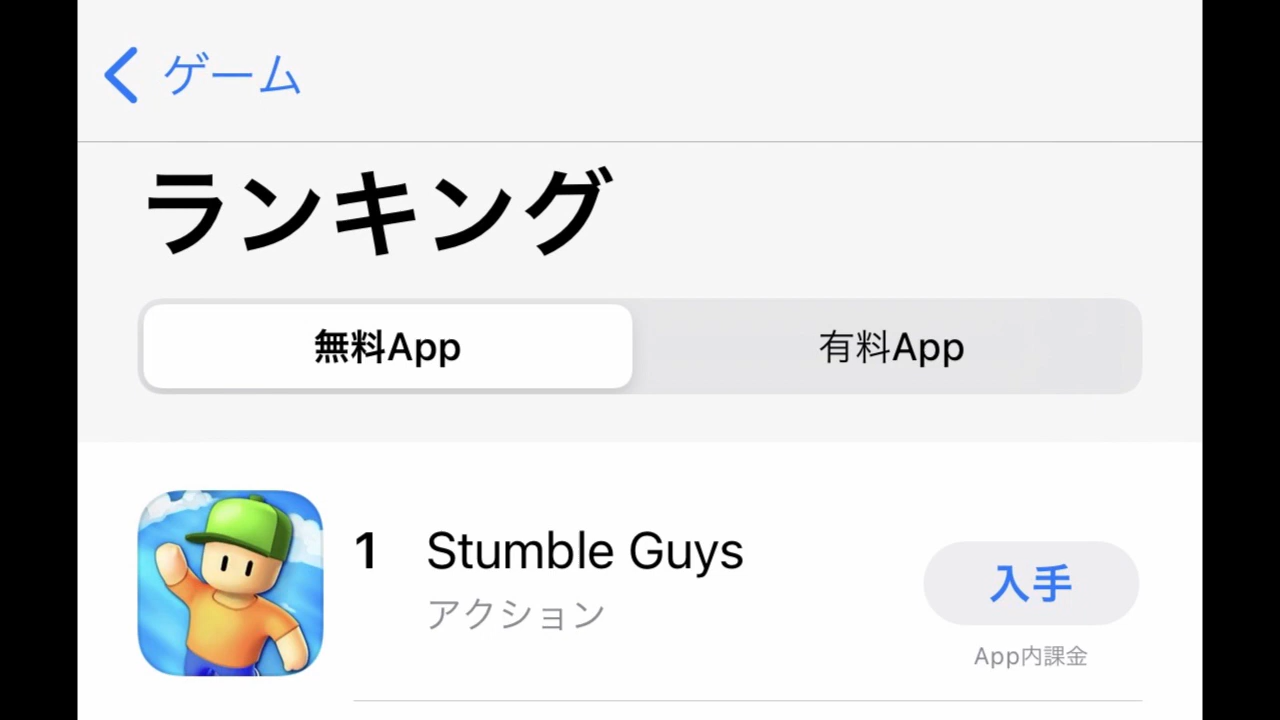 ゲーム
ランキング
無料App 有料App
1 Stumble Guys
アクション
入手
App内課金